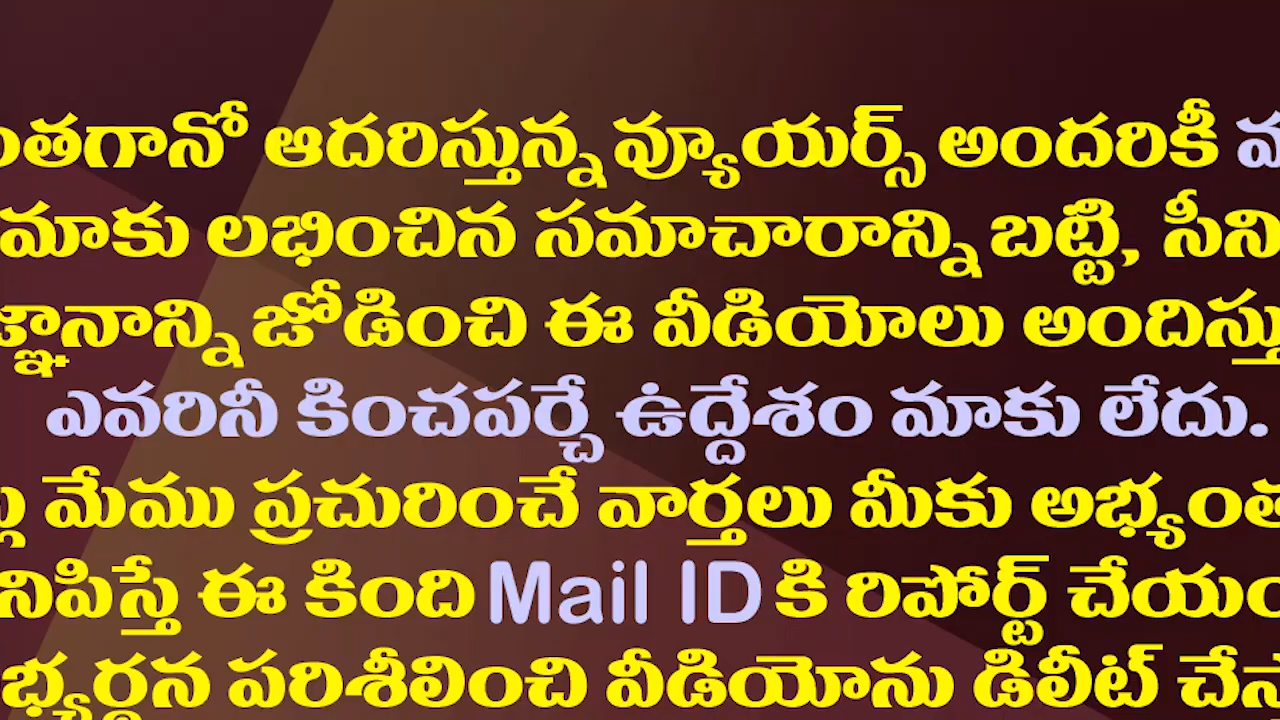 ఆదరిస్తున్న వ్యూయర్స్ అందరికీ
మాకు లభించిన సమాచారాన్ని బట్టి,
జోడించి ఈ వీడియోలు
ఎవరినీ కించపర్చే ఉద్దేశం మాకు లేదు.
మేము ప్రచురించే వార్తలు మీకు
ఈ కింది Mail ID కి రిపోర్ట్
పరిశీలించి వీడియోను డిలీట్